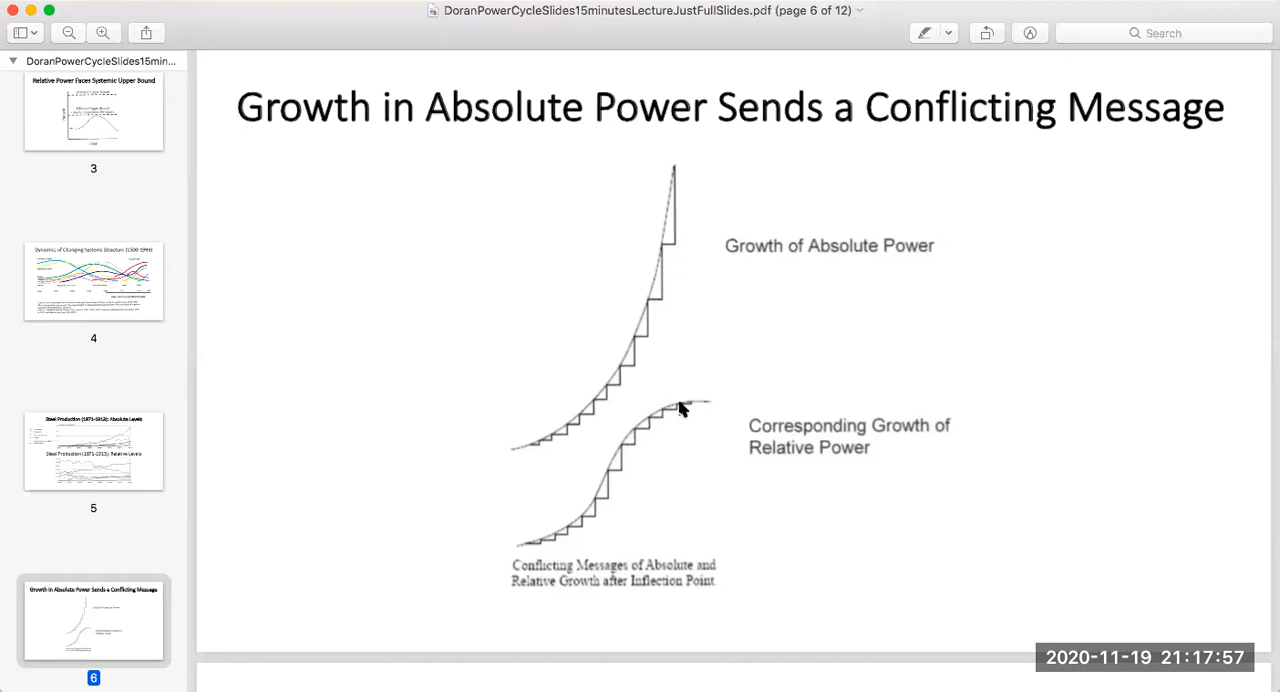 DoranPowerCycleSlides15minutesLectureJustFullSlides.pdf (page 6 of 12)
Search
DoranPowerCycleSlides15min...
Relative Power Faces Systemic Upper Bound
3
Dynamics of Changing Systems Structure (1500-1993)
4
Steel Production (1871-1913): Absolute Levels
Steel Production (1871-1913): Relative Levels
5
Growth in Absolute Power Sends a Conflicting Message
6
Growth in Absolute Power Sends a Conflicting Message
Growth of Absolute Power
Corresponding Growth of
Relative Power
Conflicting Messages of Absolute and
Relative Growth after Inflection Point
2020-11-19 21:17:57